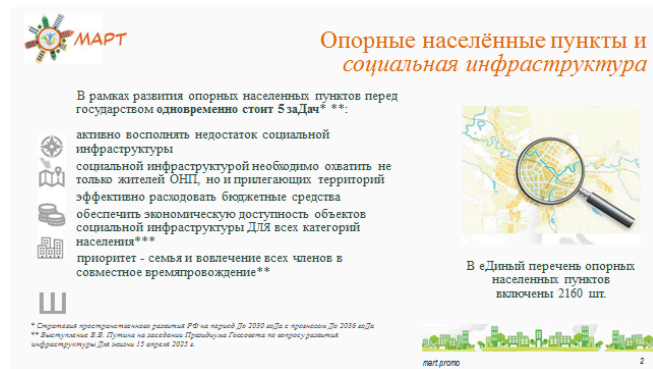 МАРТ
Опорные населённые пункты и
социальная инфраструктура
В рамках развития опорных населенных пунктов перед
государством одновременно стоит 5 заДач* **:
активно восполнять недостаток социальной
инфраструктуры
социальной инфраструктурой необходимо охватить не
только жителей ОНП, но и прилегающих территорий
эффективно расходовать бюджетные средства
обеспечить экономическую доступность объектов
социальной инфраструктуры ДЛЯ всех категорий
населения***
приоритет - семья и вовлечение всех членов в
совместное времяпровождение**
В еДиный перечень опорных
населенных пунктов
включены 2160 шт.
* Стратегия пространственного развития РФ на период До 2030 гоДа с прогнозом До 2036 гоДа
** Выступление В.В. Путина на заседании Президиума Госсовета по вопросу развития
инфраструктуры Для жизни 15 апреля 2025 г.
mart.promo
2